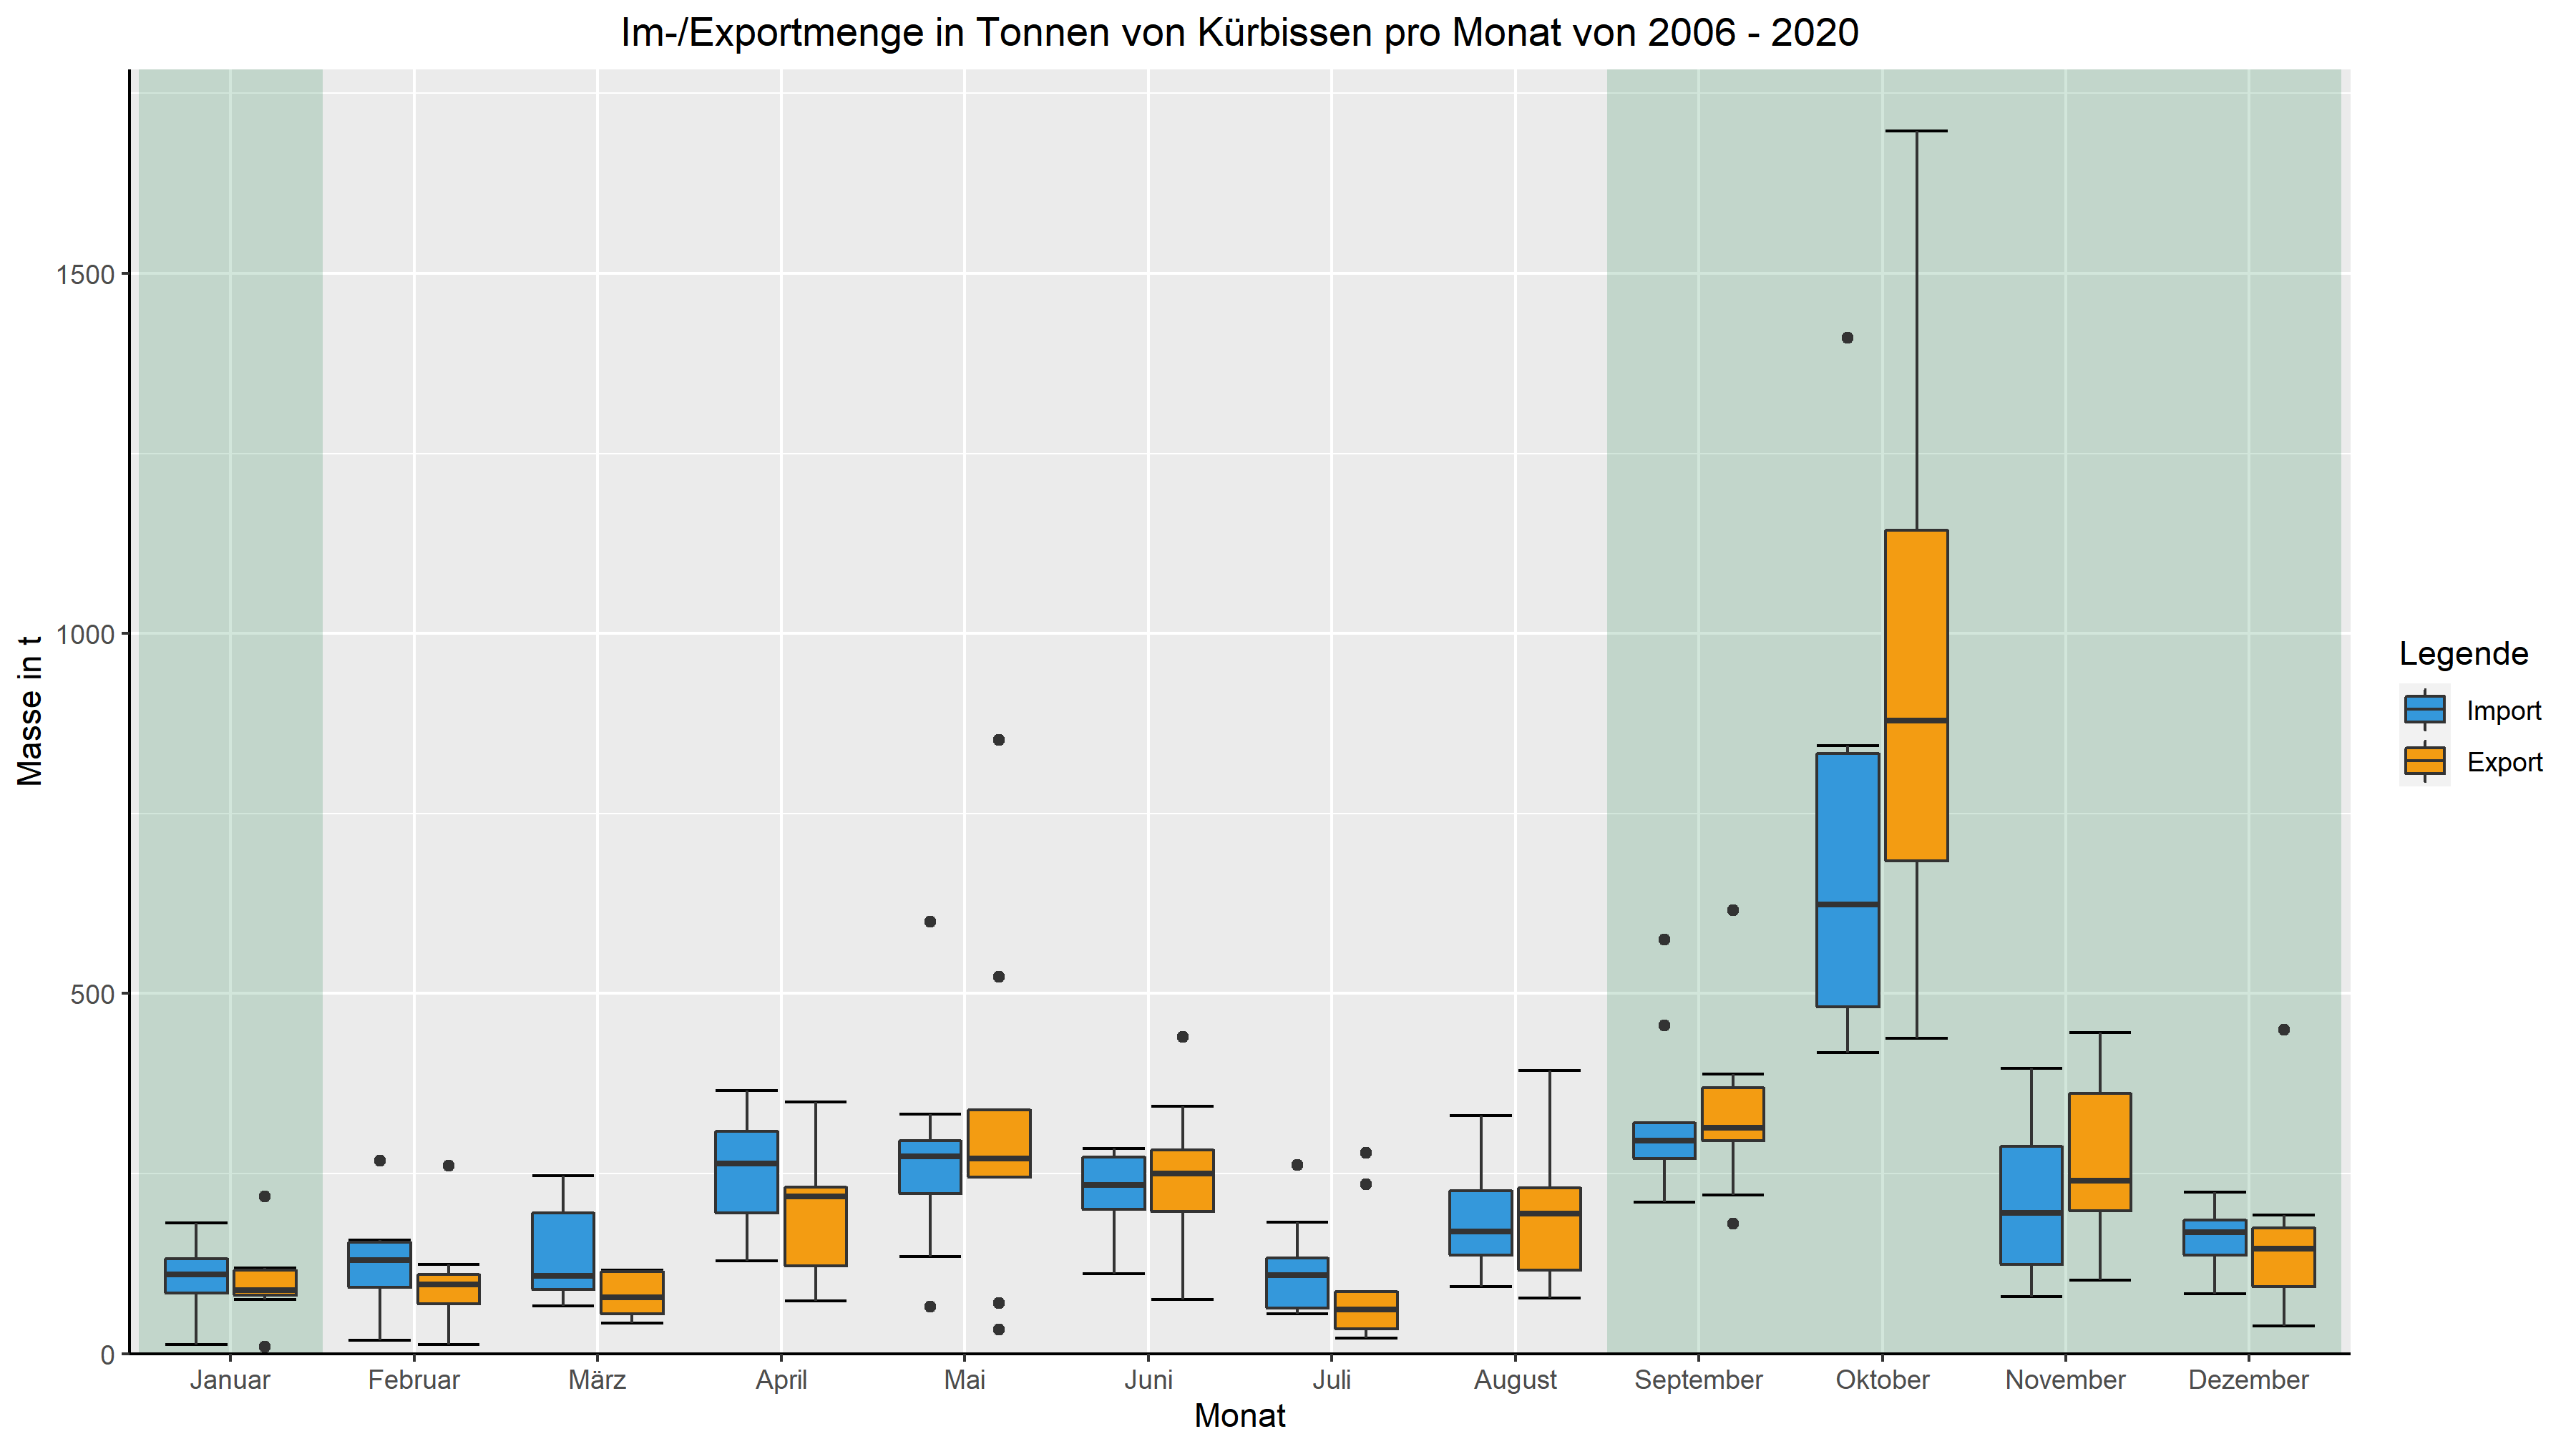 Im-/Exportmenge in Tonnen von Kürbissen pro Monat von 2006 - 2020
Masse in t
1500
1000
500
0
Januar Februar März April Mai Juni Juli August September Oktober November Dezember
Monat
Legende
Import
Export